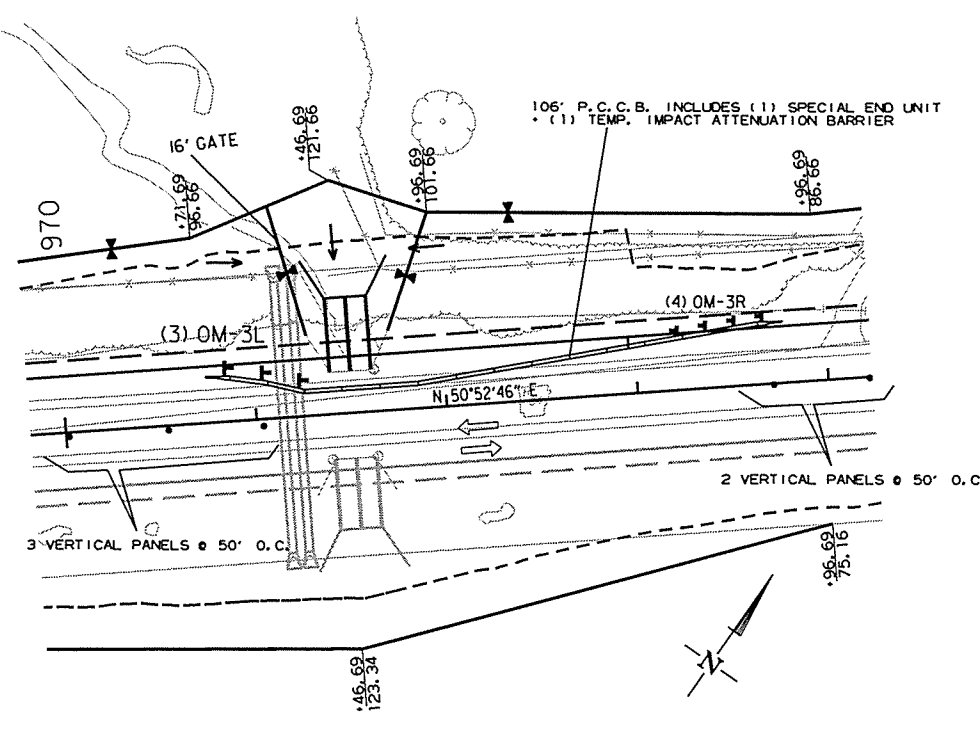 106' P.C.C.B. INCLUDES (1) SPECIAL END UNIT
+ (1) TEMP. IMPACT ATTENUATION BARRIER
16' GATE
+46.69
121.66
+96.69
101.66
+96.69
86.66
+71.69
96.66
970
(4) OM-3R
(3) OM-3L
N 50°52'46" E
2 VERTICAL PANELS @ 50' O.C
3 VERTICAL PANELS @ 50' O.C.
+96.69
75.16
+46.69
123.34
N